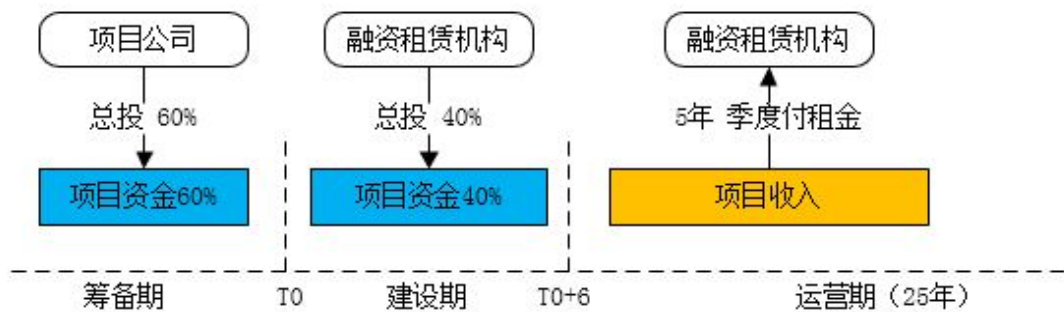 项目公司 融资租赁机构 融资租赁机构
总投 60% 总投 40% 5年 季度付租金
项目资金60% 项目资金40% 项目收入
筹备期 T0 建设期 T0+6 运营期（25年）